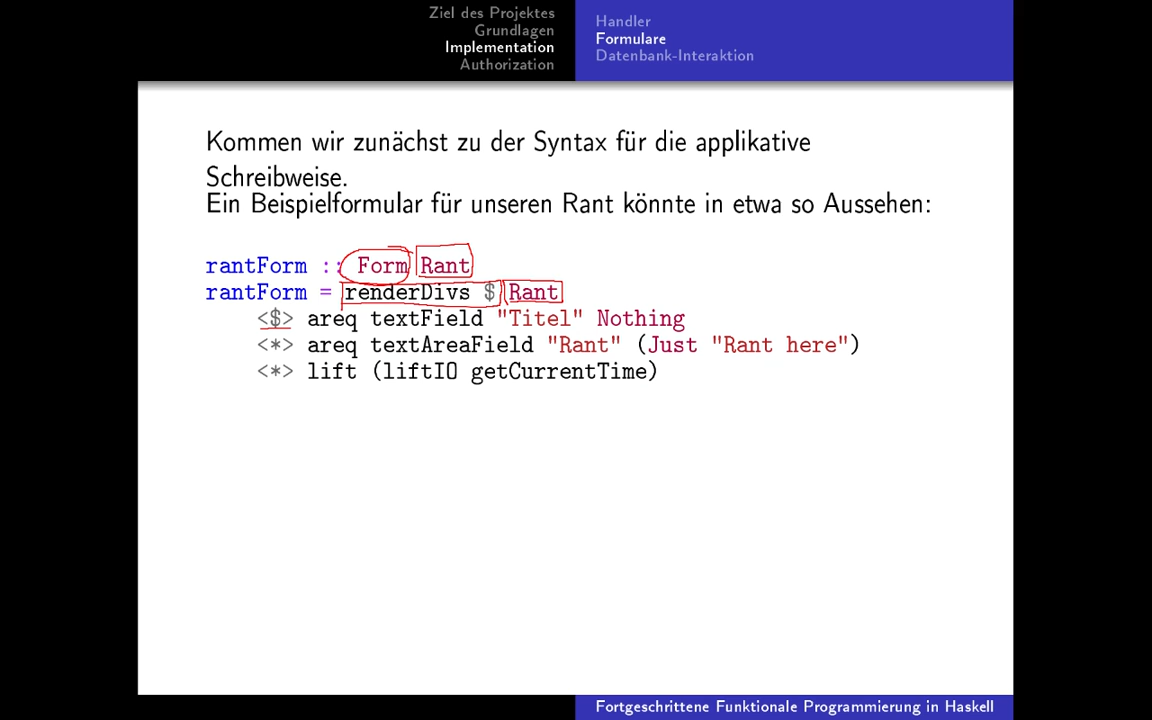 Ziel des Projektes
Grundlagen
Implementation
Authorization
Handler
Formulare
Datenbank-Interaktion
Kommen wir zunächst zu der Syntax für die applikative
Schreibweise.
Ein Beispielformular für unseren Rant könnte in etwa so Aussehen:
rantForm :: Form Rant
rantForm = renderDivs $ Rant
<$> areq textField "Titel" Nothing
<*> areq textAreaField "Rant" (Just "Rant here")
<*> lift (liftIO getCurrentTime)
Fortgeschrittene Funktionale Programmierung in Haskell